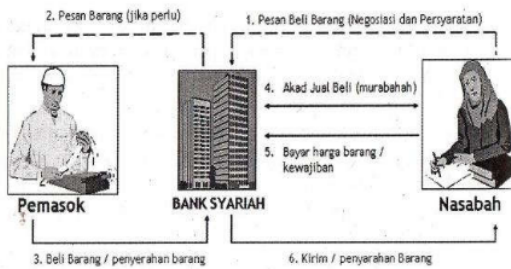 2. Pesan Barang (jika perlu)
1. Pesan Beli Barang (Negosiasi dan Persyaratan)
4. Akad Jual Beli (murabahah)
5. Bayar harga barang /
kewajiban
Pemasok
BANK SYARIAH
Nasabah
3. Beli Barang / penyerahan barang
6. Kirim / penyarahan Barang